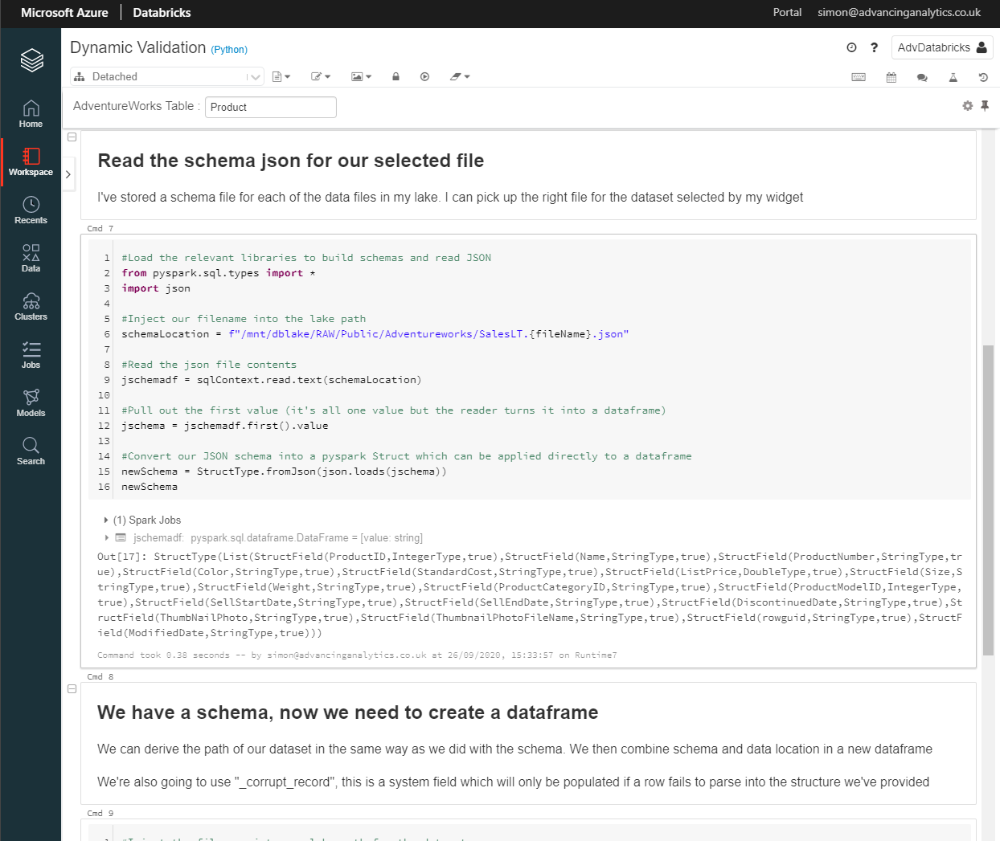 Microsoft Azure | Databricks
Portal simon@advancinganalytics.co.uk
Dynamic Validation (Python)
AdvDatabricks
Detached
AdventureWorks Table : Product
Home
Workspace
Recents
Data
Clusters
Jobs
Models
Search
Read the schema json for our selected file
I've stored a schema file for each of the data files in my lake. I can pick up the right file for the dataset selected by my widget
Cmd 7
1 #Load the relevant libraries to build schemas and read JSON
2 from pyspark.sql.types import *
3 import json
4
5 #Inject our filename into the lake path
6 schemaLocation = f"/mnt/dblake/RAW/Public/Adventureworks/SalesLT.{fileName}.json"
7
8 #Read the json file contents
9 jschemadf = sqlContext.read.text(schemaLocation)
10
11 #Pull out the first value (it's all one value but the reader turns it into a dataframe)
12 jschema = jschemadf.first().value
13
14 #Convert our JSON schema into a pyspark Struct which can be applied directly to a dataframe
15 newSchema = StructType.fromJson(json.loads(jschema))
16 newSchema
(1) Spark Jobs
jschemadf: pyspark.sql.dataframe.DataFrame = [value: string]
Out[17]: StructType(List(StructField(ProductID,IntegerType,true),StructField(Name,StringType,true),StructField(ProductNumber,StringType,tr
ue),StructField(Color,StringType,true),StructField(StandardCost,StringType,true),StructField(ListPrice,DoubleType,true),StructField(Size,S
tringType,true),StructField(Weight,StringType,true),StructField(ProductCategoryID,StringType,true),StructField(ProductModelID,IntegerType,
true),StructField(SellStartDate,StringType,true),StructField(SellEndDate,StringType,true),StructField(DiscontinuedDate,StringType,true),St
ructField(ThumbNailPhoto,StringType,true),StructField(ThumbnailPhotoFileName,StringType,true),StructField(rowguid,StringType,true),StructF
ield(ModifiedDate,StringType,true)))
Command took 0.38 seconds -- by simon@advancinganalytics.co.uk at 26/09/2020, 15:33:57 on Runtime7
Cmd 8
We have a schema, now we need to create a dataframe
We can derive the path of our dataset in the same way as we did with the schema. We then combine schema and data location in a new dataframe
We're also going to use "_corrupt_record", this is a system field which will only be populated if a row fails to parse into the structure we've provided
Cmd 9